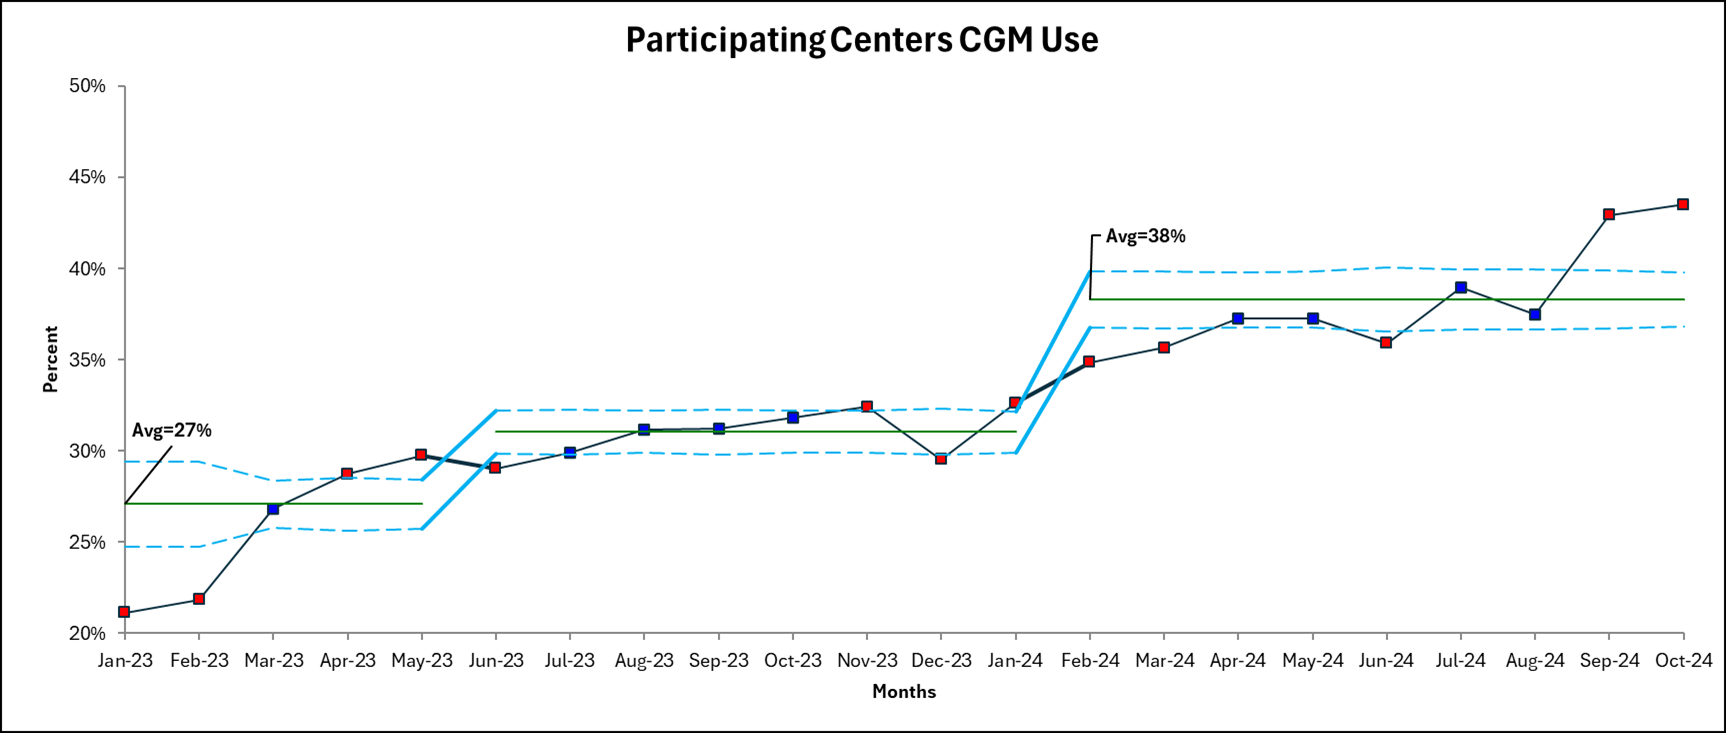 Participating Centers CGM Use
50%
45%
40%
35%
30%
25%
20%
Percent
Avg=27%
Avg=38%
Jan-23 Feb-23 Mar-23 Apr-23 May-23 Jun-23 Jul-23 Aug-23 Sep-23 Oct-23 Nov-23 Dec-23 Jan-24 Feb-24 Mar-24 Apr-24 May-24 Jun-24 Jul-24 Aug-24 Sep-24 Oct-24
Months